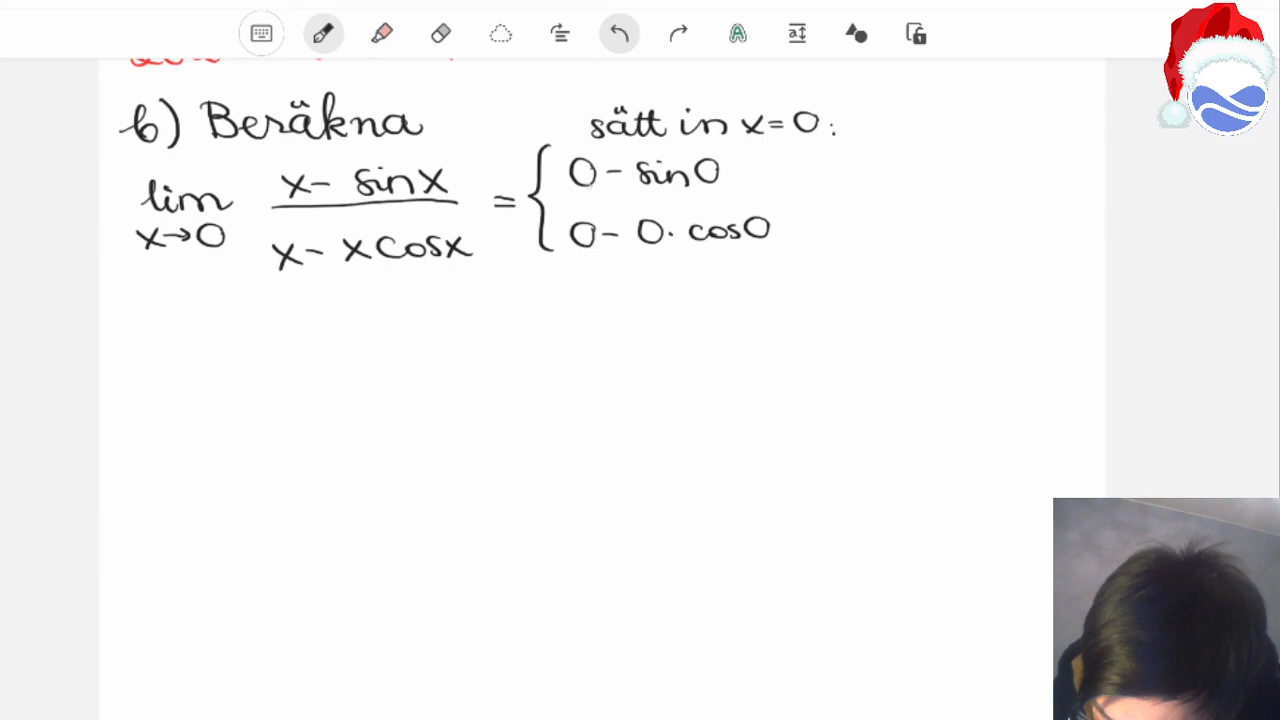 b) Beräkna
sätt in x=0:
lim x→0 (x - sinx)/(x - xcosx) = {
0 - sin0
0 - 0· cos0